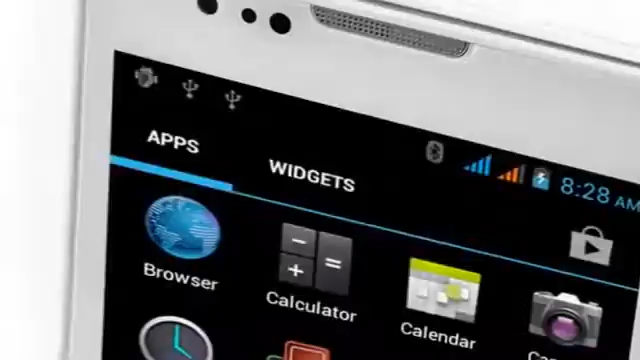 8:28 AM
APPS
WIDGETS
Browser
Calculator
Calendar